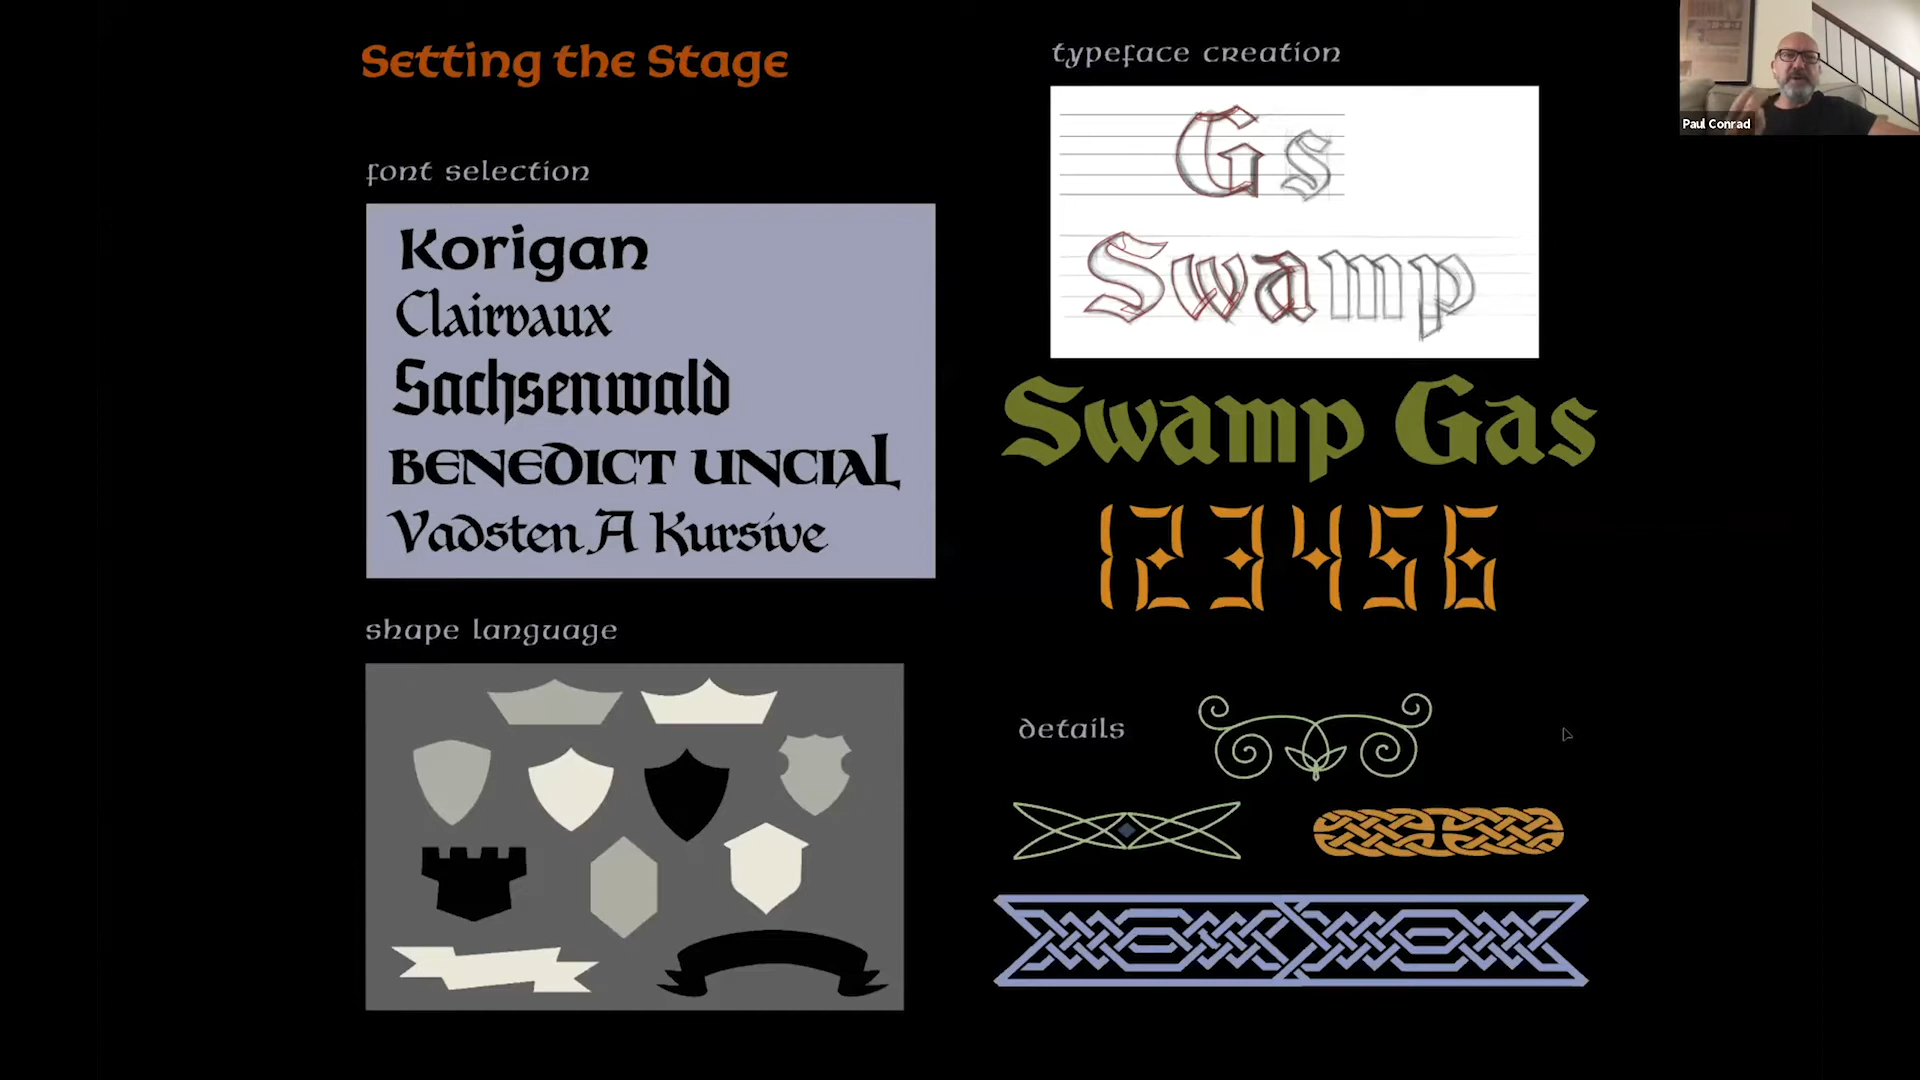 Setting the Stage
font selection
Korigan
Clairvaux
Sachsenwald
BENEDICT UNCIAL
Vadsten A Kursive
shape language
typeface creation
Gs
Swamp
Swamp Gas
123456
details
Paul Conrad